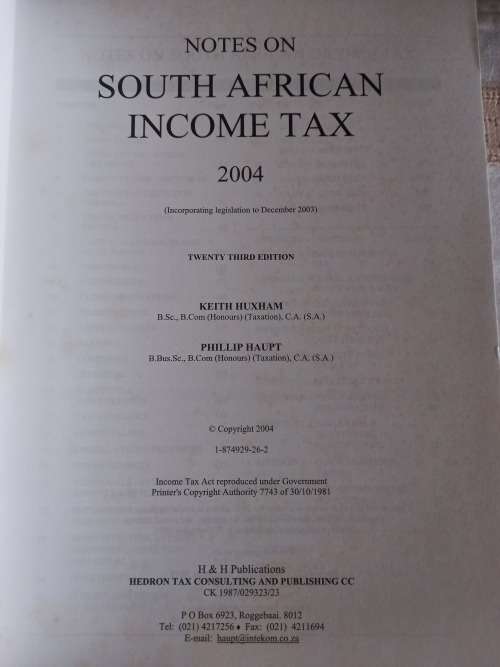 NOTES ON
SOUTH AFRICAN
INCOME TAX
2004
(Incorporating legislation to December 2003)
TWENTY THIRD EDITION
KEITH HUXHAM
B.Sc., B.Com (Honours) (Taxation), C.A. (S.A.)
PHILLIP HAUPT
B.Bus.Sc., B.Com (Honours) (Taxation), C.A. (S.A.)
© Copyright 2004
1-874929-26-2
Income Tax Act reproduced under Government
Printer's Copyright Authority 7743 of 30/10/1981
H & H Publications
HEDRON TAX CONSULTING AND PUBLISHING CC
CK 1987/029323/23
P O Box 6923, Roggebaai. 8012
Tel: (021) 4217256 ♦ Fax: (021) 4211694
E-mail: haupt@intekom.co.za